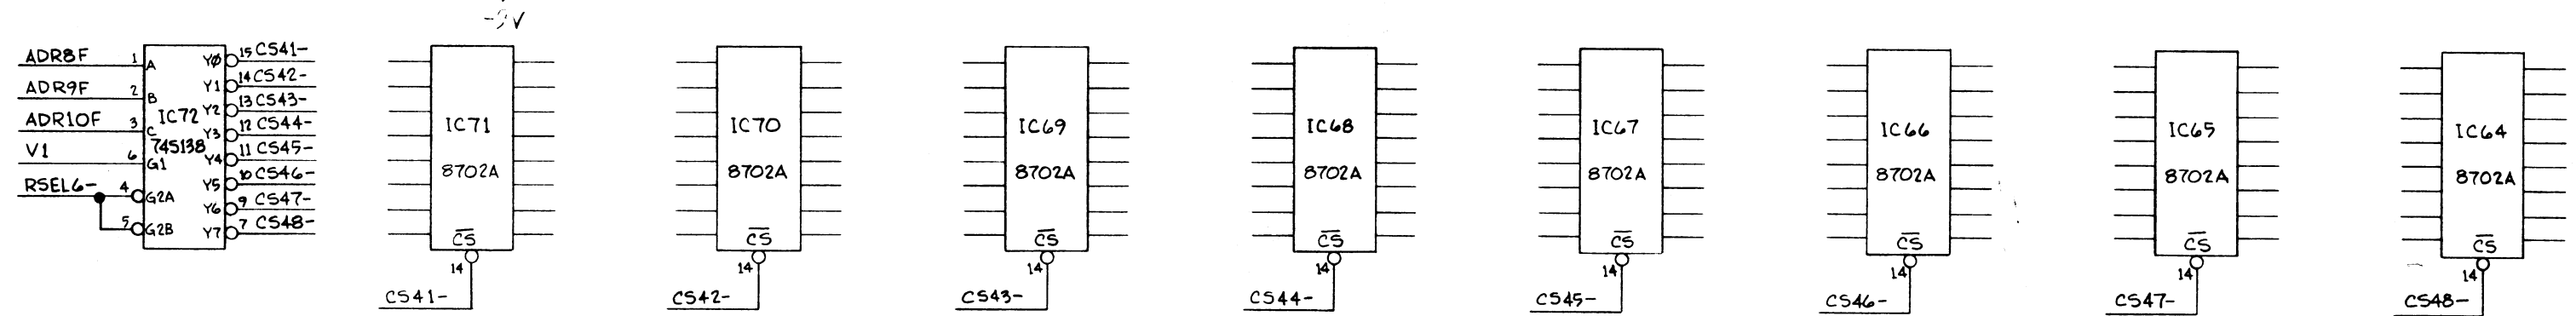 -9V
ADR8F 1 A YØ 15 CS41-
14 CS42-
ADR9F 2 B Y1
13 CS43-
IC72 Y2
ADR10F 3 C Y3 12 CS44-
74S138
V1 6 G1 Y4 11 CS45-
RSEL6- 4 G2A Y5 10 CS46-
Y6 9 CS47-
5 G2B Y7 7 CS48-
IC71
8702A
CS
14
CS41-
IC70
8702A
CS
14
CS42-
IC69
8702A
CS
14
CS43-
IC68
8702A
CS
14
CS44-
IC67
8702A
CS
14
CS45-
IC66
8702A
CS
14
CS46-
IC65
8702A
CS
14
CS47-
IC64
8702A
CS
14
CS48-